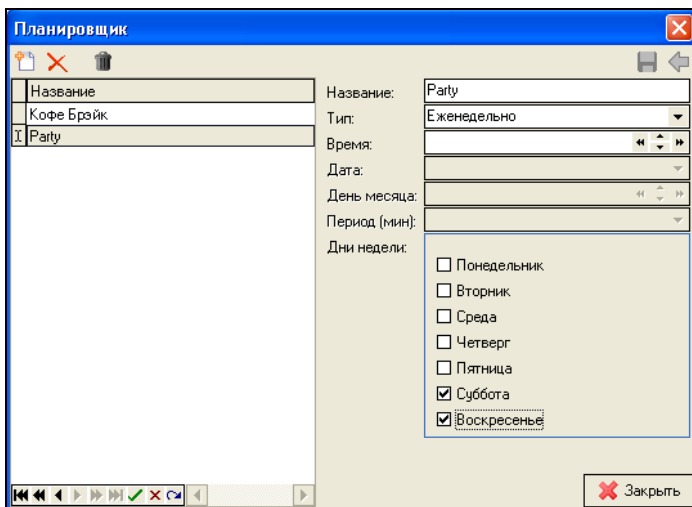 Планировщик
Название
Кофе Брэйк
Party
Название: Party
Тип: Еженедельно
Время:
Дата:
День месяца:
Период (мин):
Дни недели:
Понедельник
Вторник
Среда
Четверг
Пятница
Суббота
Воскресенье
Закрыть